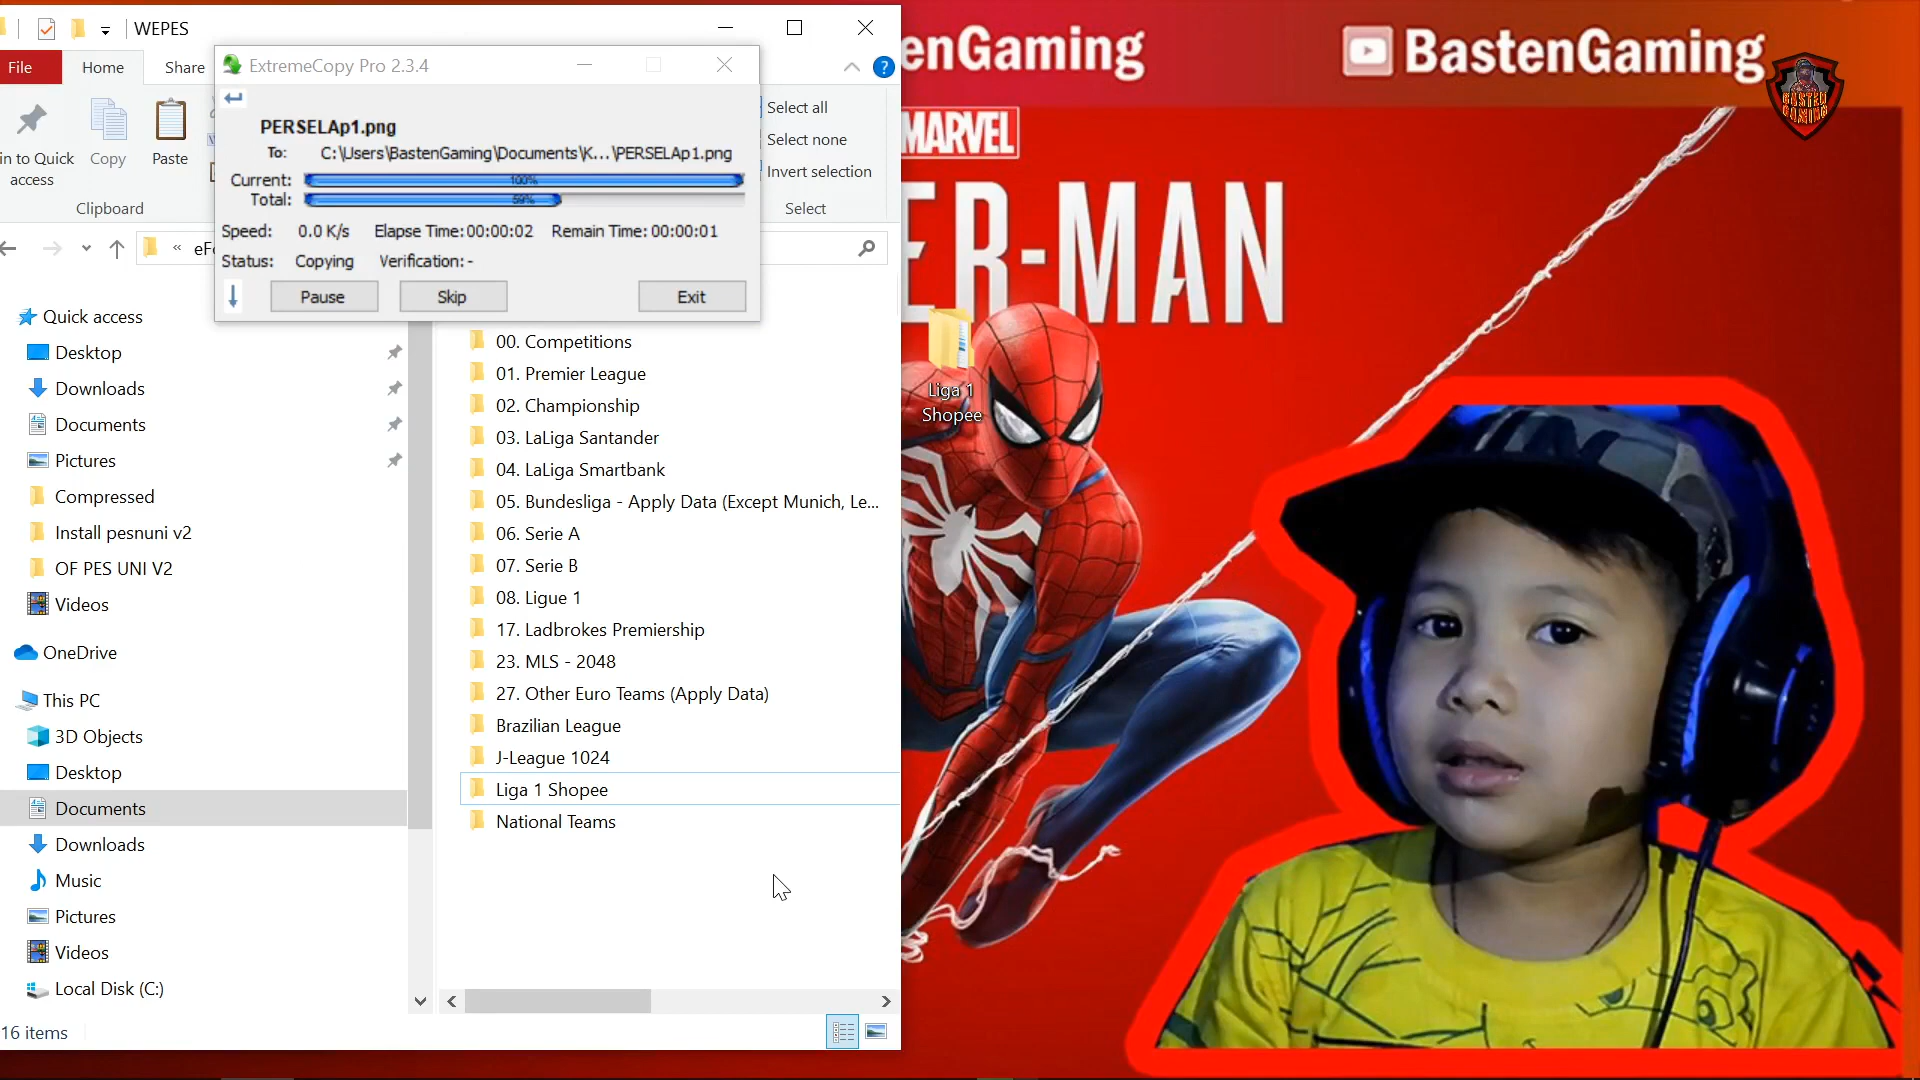 WEPES
File
Home
Share
ExtremeCopy Pro 2.3.4
PERSELAp1.png
To: C:\Users\BastenGaming\Documents\K...\PERSELAp1.png
Current: 100%
Total: 59%
Speed: 0.0 K/s Elapse Time:00:00:02 Remain Time: 00:00:01
Status: Copying Verification: -
Pause
Skip
Exit
in to Quick
access
Copy
Paste
Clipboard
Select all
Select none
Invert selection
Select
« eFo
Quick access
Desktop
Downloads
Documents
Pictures
Compressed
Install pesnuni v2
OF PES UNI V2
Videos
OneDrive
This PC
3D Objects
Desktop
Documents
Downloads
Music
Pictures
Videos
Local Disk (C:)
00. Competitions
01. Premier League
02. Championship
03. LaLiga Santander
04. LaLiga Smartbank
05. Bundesliga - Apply Data (Except Munich, Le...
06. Serie A
07. Serie B
08. Ligue 1
17. Ladbrokes Premiership
23. MLS - 2048
27. Other Euro Teams (Apply Data)
Brazilian League
J-League 1024
Liga 1 Shopee
National Teams
16 items
enGaming
BastenGaming
BASTEN
GAMING
MARVEL
ER-MAN
Liga 1
Shopee